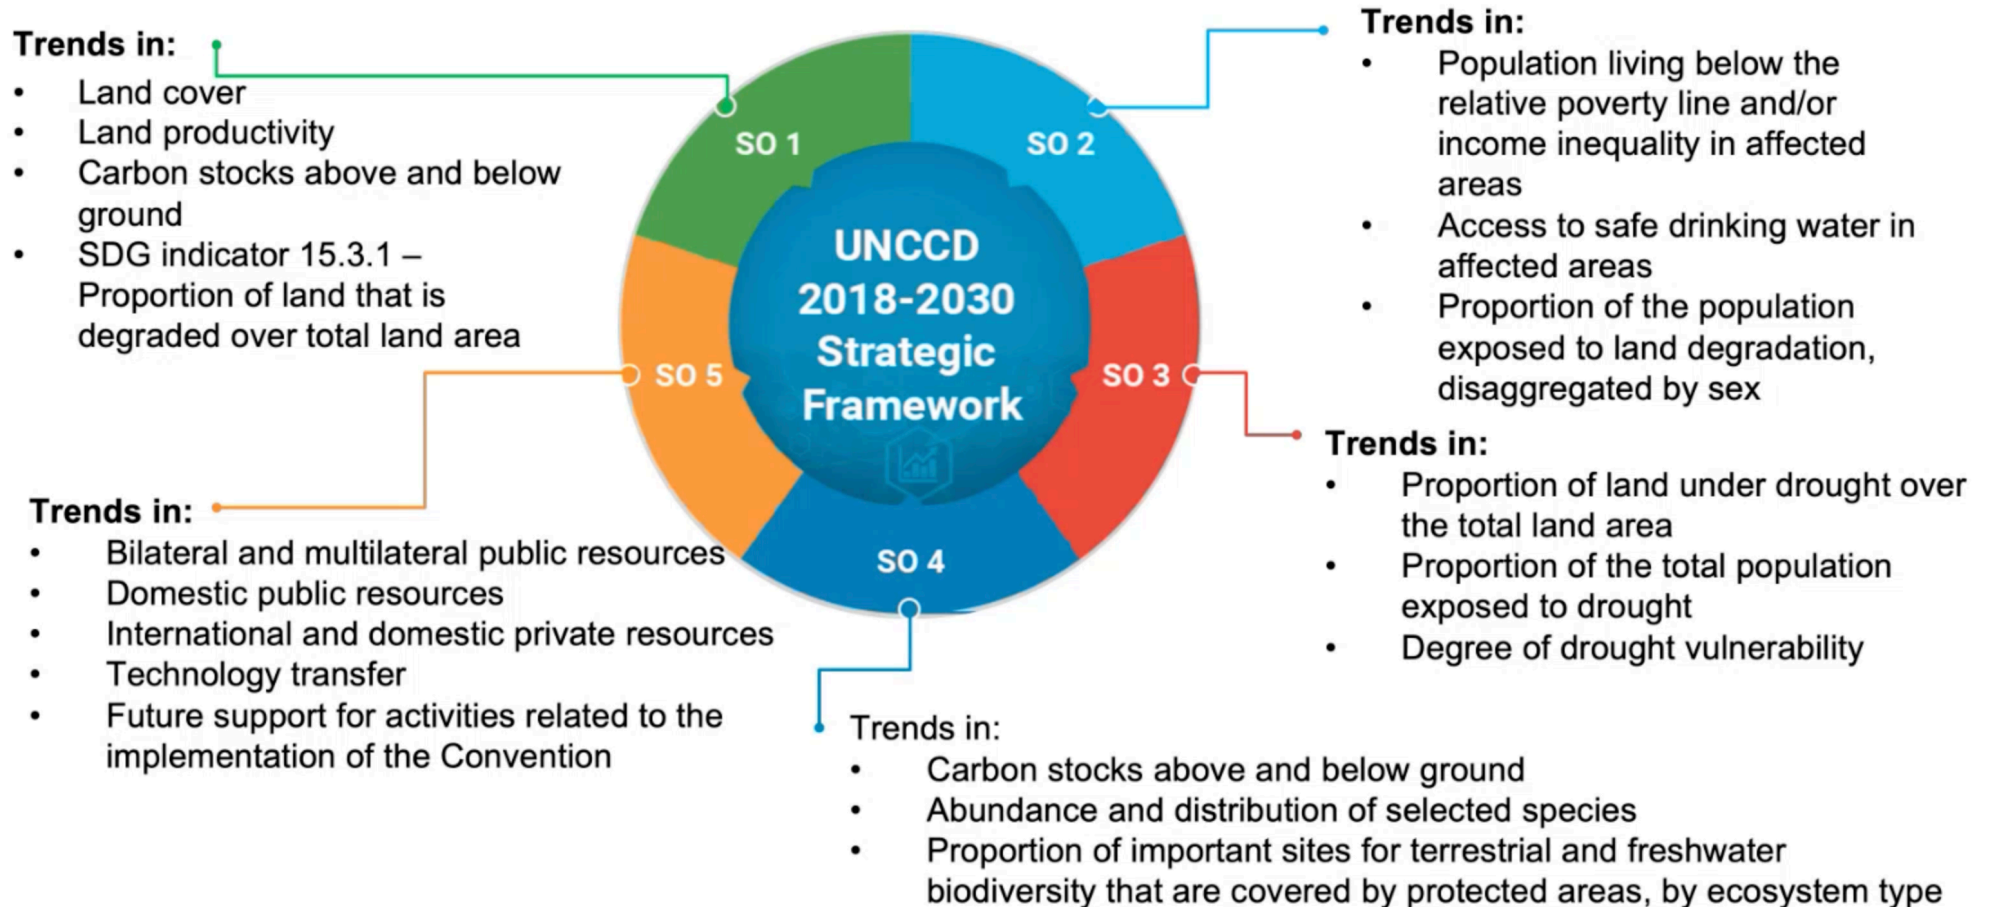 Trends in:
• Land cover
• Land productivity
• Carbon stocks above and below
ground
• SDG indicator 15.3.1 –
Proportion of land that is
degraded over total land area
SO 1
SO 2
SO 3
SO 4
SO 5
UNCCD
2018-2030
Strategic
Framework
Trends in:
• Population living below the
relative poverty line and/or
income inequality in affected
areas
• Access to safe drinking water in
affected areas
• Proportion of the population
exposed to land degradation,
disaggregated by sex
Trends in:
• Proportion of land under drought over
the total land area
• Proportion of the total population
exposed to drought
• Degree of drought vulnerability
Trends in:
• Carbon stocks above and below ground
• Abundance and distribution of selected species
• Proportion of important sites for terrestrial and freshwater
biodiversity that are covered by protected areas, by ecosystem type
Trends in:
• Bilateral and multilateral public resources
• Domestic public resources
• International and domestic private resources
• Technology transfer
• Future support for activities related to the
implementation of the Convention